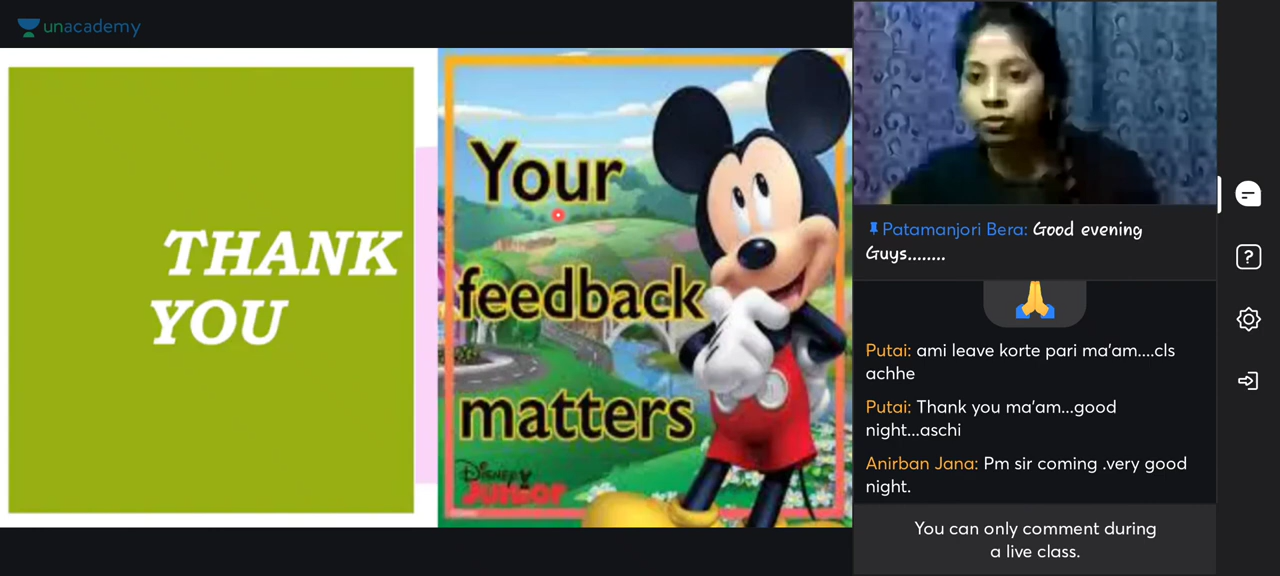 unacademy
THANK
YOU
Your
feedback
matters
DISNEY
JUNIOR
Patamanjori Bera: Good evening
Guys........
Putai: ami leave korte pari ma'am....cls
achhe
Putai: Thank you ma'am...good
night...aschi
Anirban Jana: Pm sir coming .very good
night.
You can only comment during
a live class.
?